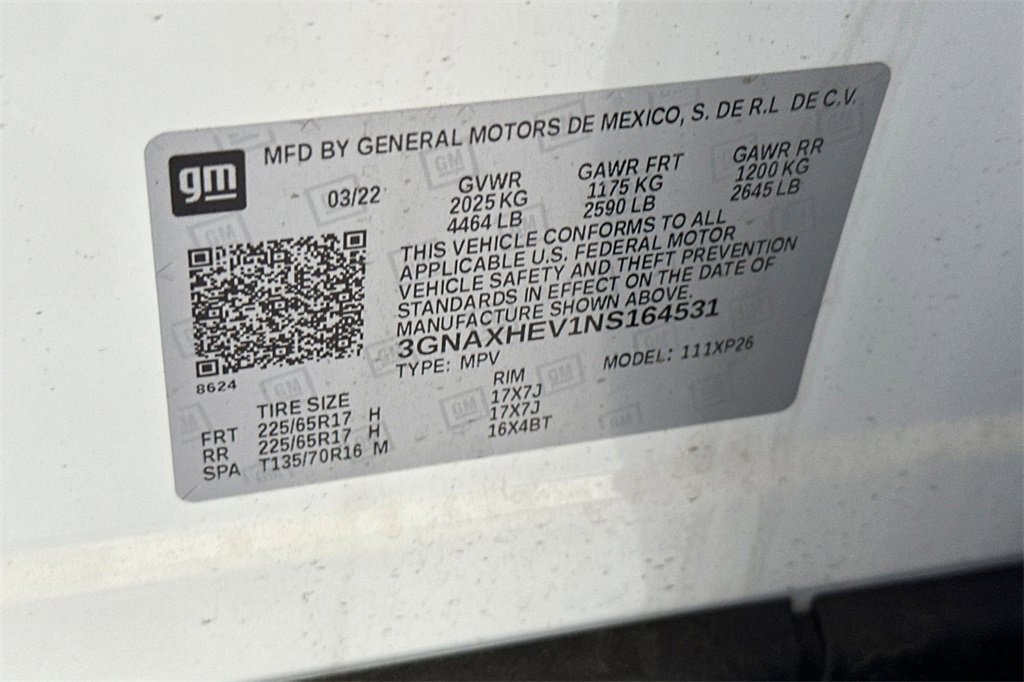 gm
MFD BY GENERAL MOTORS DE MEXICO, S. DE R.L DE C.V.
03/22
GVWR GAWR FRT GAWR RR
2025 KG 1175 KG 1200 KG
4464 LB 2590 LB 2645 LB
THIS VEHICLE CONFORMS TO ALL
APPLICABLE U.S. FEDERAL MOTOR
VEHICLE SAFETY AND THEFT PREVENTION
STANDARDS IN EFFECT ON THE DATE OF
MANUFACTURE SHOWN ABOVE.
3GNAXHEV1NS164531
TYPE: MPV MODEL: 111XP26
8624
TIRE SIZE RIM
FRT 225/65R17 H 17X7J
RR 225/65R17 H 17X7J
SPA T135/70R16 M 16X4BT